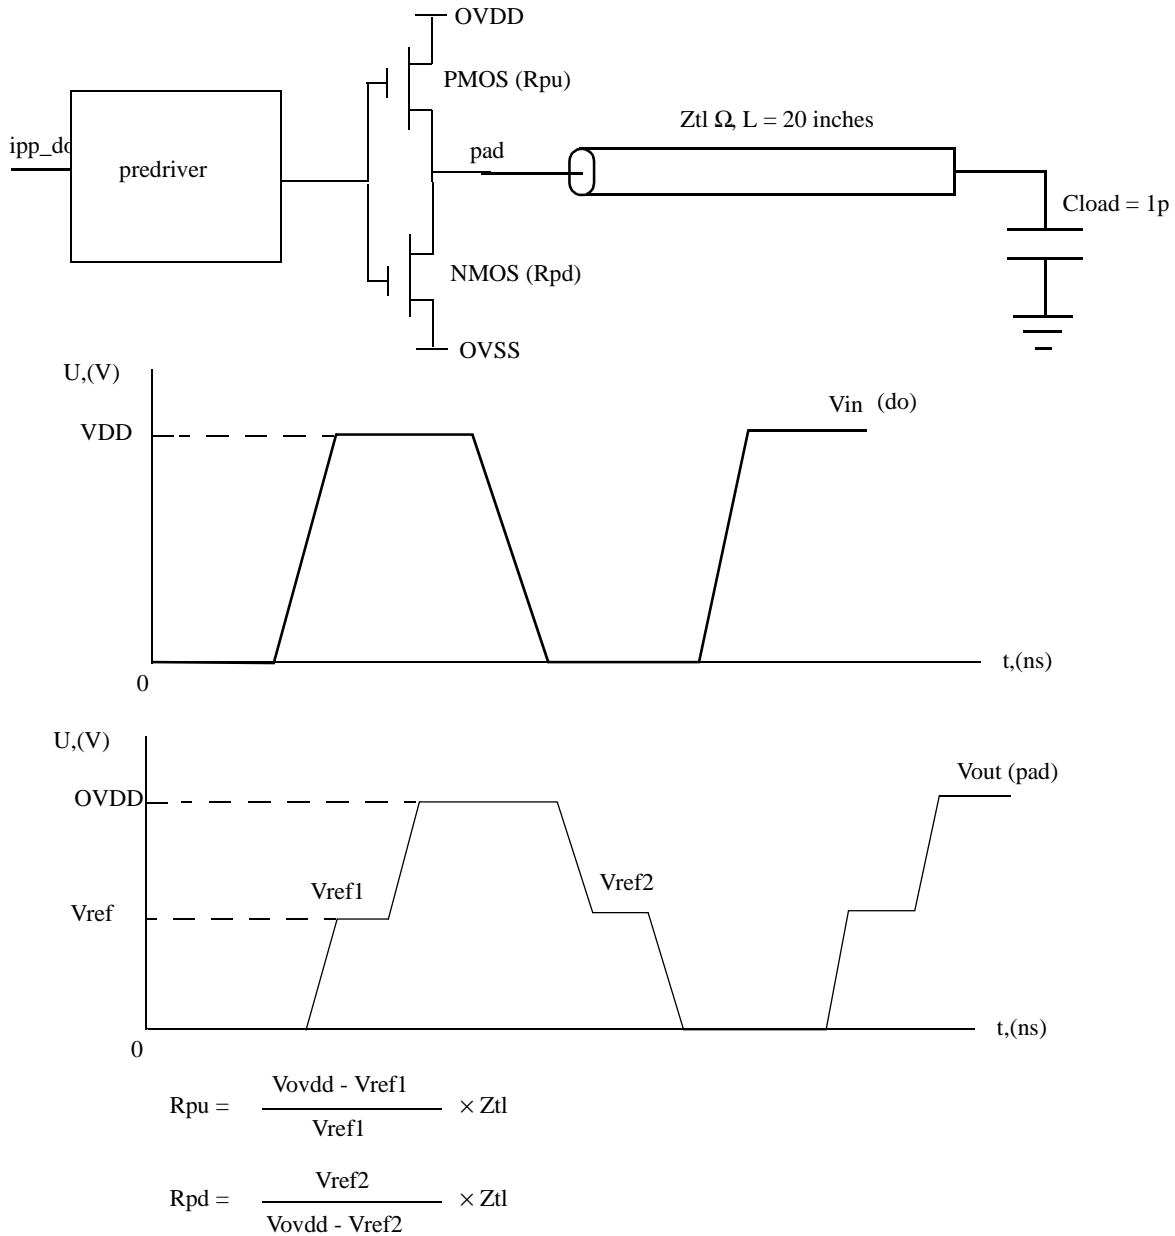 OVDD
PMOS (Rpu)
Ztl Ω, L = 20 inches
ipp_do
predriver
pad
Cload = 1p
NMOS (Rpd)
OVSS
U,(V)
VDD
Vin (do)
t,(ns)
0
U,(V)
OVDD
Vout (pad)
Vref1
Vref2
Vref
t,(ns)
0
Vovdd - Vref1
Rpu = × Ztl
Vref1
Vref2
Rpd = × Ztl
Vovdd - Vref2